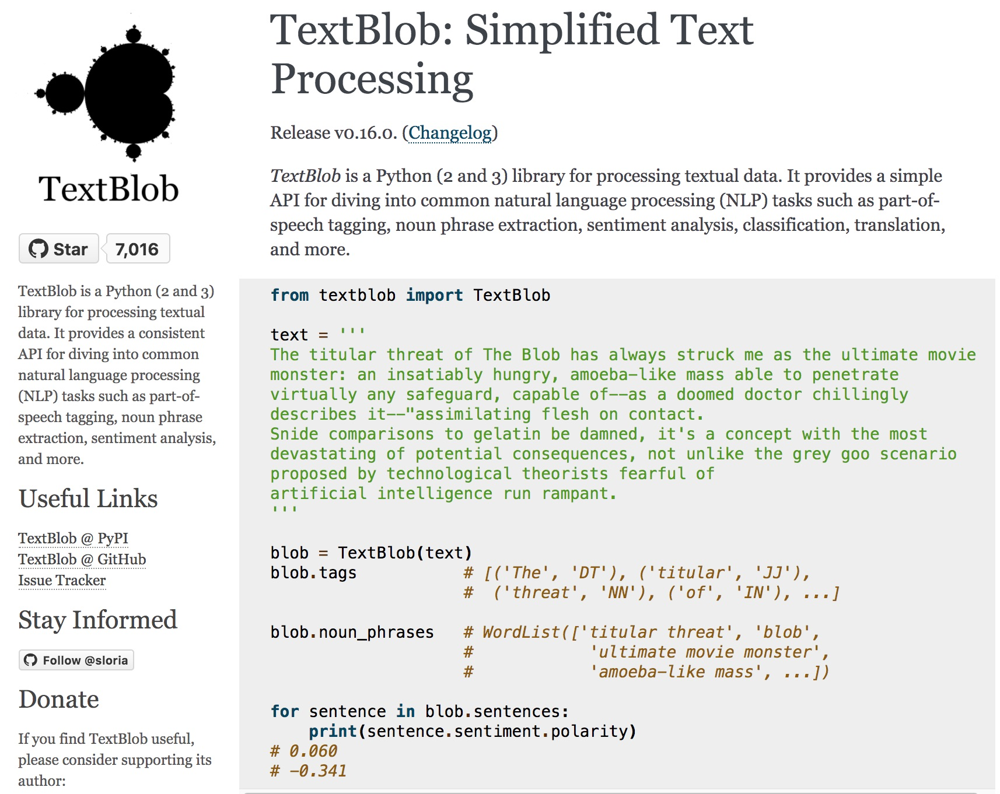 TextBlob
Star 7,016
TextBlob is a Python (2 and 3)
library for processing textual
data. It provides a consistent
API for diving into common
natural language processing
(NLP) tasks such as part-of-
speech tagging, noun phrase
extraction, sentiment analysis,
and more.
Useful Links
TextBlob @ PyPI
TextBlob @ GitHub
Issue Tracker
Stay Informed
Follow @sloria
Donate
If you find TextBlob useful,
please consider supporting its
author:
TextBlob: Simplified Text
Processing
Release v0.16.0. (Changelog)
TextBlob is a Python (2 and 3) library for processing textual data. It provides a simple
API for diving into common natural language processing (NLP) tasks such as part-of-
speech tagging, noun phrase extraction, sentiment analysis, classification, translation,
and more.
from textblob import TextBlob
text = '''
The titular threat of The Blob has always struck me as the ultimate movie
monster: an insatiably hungry, amoeba-like mass able to penetrate
virtually any safeguard, capable of--as a doomed doctor chillingly
describes it--"assimilating flesh on contact.
Snide comparisons to gelatin be damned, it's a concept with the most
devastating of potential consequences, not unlike the grey goo scenario
proposed by technological theorists fearful of
artificial intelligence run rampant.
'''
blob = TextBlob(text)
blob.tags           # [('The', 'DT'), ('titular', 'JJ'),
                    #  ('threat', 'NN'), ('of', 'IN'), ...]
blob.noun_phrases   # WordList(['titular threat', 'blob',
                    #            'ultimate movie monster',
                    #            'amoeba-like mass', ...])
for sentence in blob.sentences:
    print(sentence.sentiment.polarity)
# 0.060
# -0.341